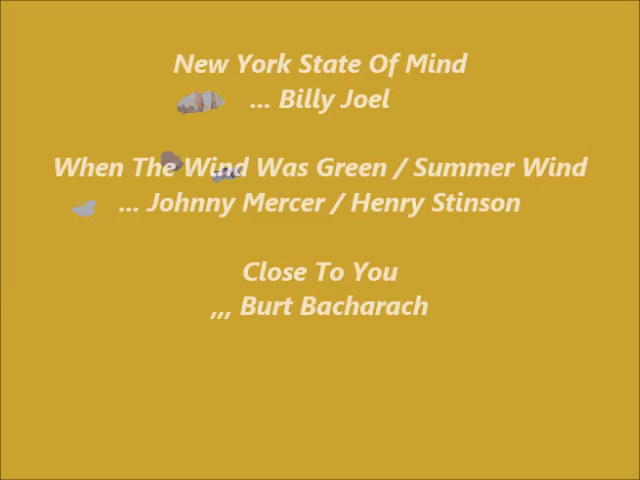 New York State Of Mind
... Billy Joel
When The Wind Was Green / Summer Wind
... Johnny Mercer / Henry Stinson
Close To You
,,, Burt Bacharach